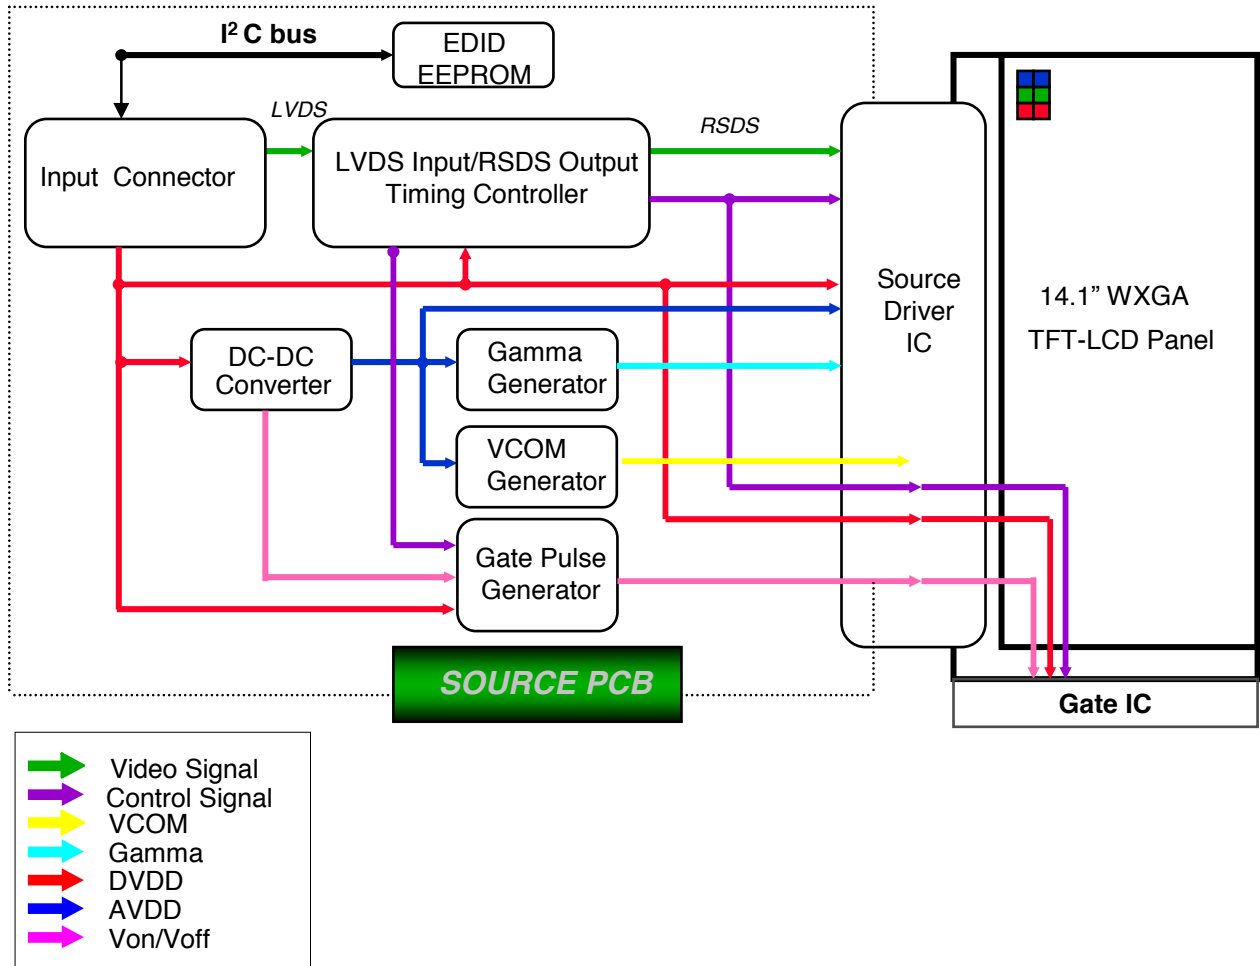 I² C bus
EDID
EEPROM
LVDS
RSDS
Input Connector
LVDS Input/RSDS Output
Timing Controller
Source
Driver
IC
14.1” WXGA
TFT-LCD Panel
DC-DC
Converter
Gamma
Generator
VCOM
Generator
Gate Pulse
Generator
SOURCE PCB
Gate IC
Video Signal
Control Signal
VCOM
Gamma
DVDD
AVDD
Von/Voff